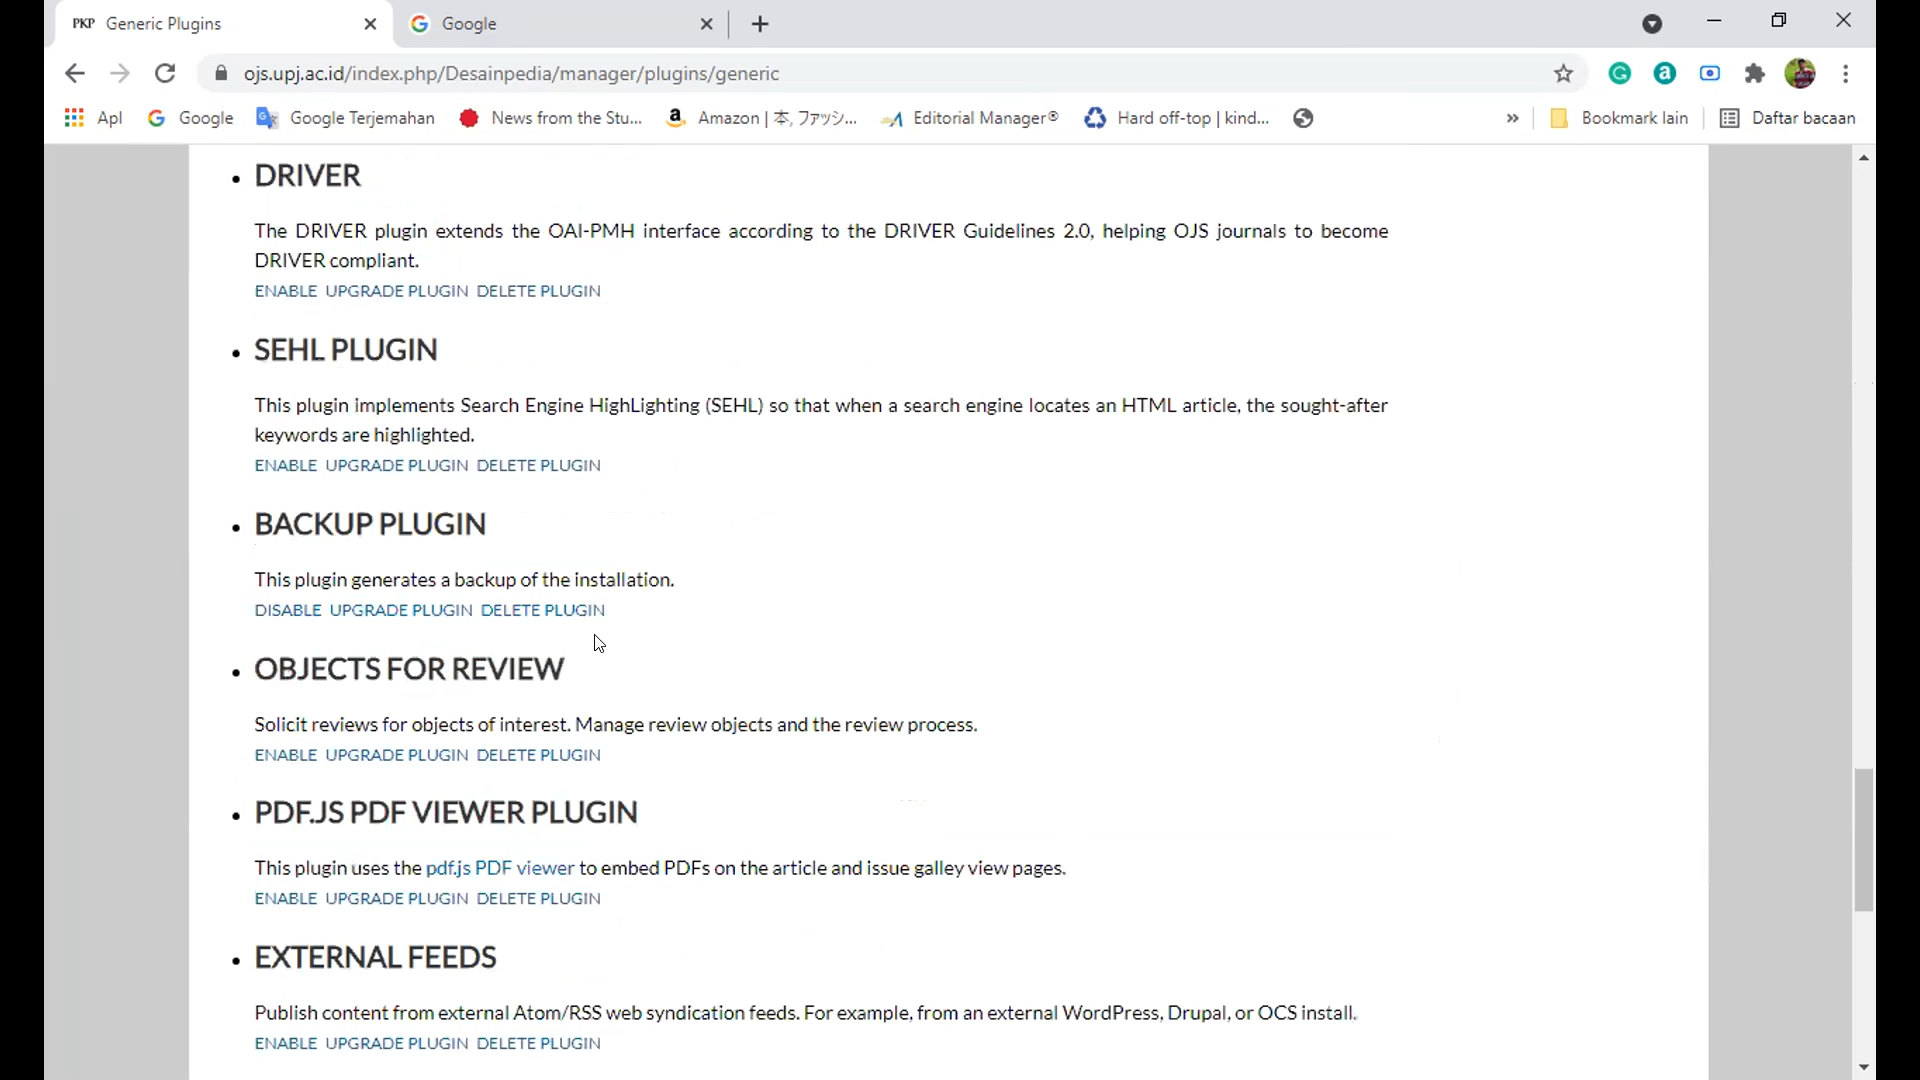 PKP Generic Plugins
Google
ojs.upj.ac.id/index.php/Desainpedia/manager/plugins/generic
Apl
Google
Google Terjemahan
News from the Stu...
Amazon | 本, ファッシ...
Editorial Manager®
Hard off-top | kind...
»
Bookmark lain
Daftar bacaan
• DRIVER
The DRIVER plugin extends the OAI-PMH interface according to the DRIVER Guidelines 2.0, helping OJS journals to become
DRIVER compliant.
ENABLE UPGRADE PLUGIN DELETE PLUGIN
• SEHL PLUGIN
This plugin implements Search Engine HighLighting (SEHL) so that when a search engine locates an HTML article, the sought-after
keywords are highlighted.
ENABLE UPGRADE PLUGIN DELETE PLUGIN
• BACKUP PLUGIN
This plugin generates a backup of the installation.
DISABLE UPGRADE PLUGIN DELETE PLUGIN
• OBJECTS FOR REVIEW
Solicit reviews for objects of interest. Manage review objects and the review process.
ENABLE UPGRADE PLUGIN DELETE PLUGIN
• PDF.JS PDF VIEWER PLUGIN
This plugin uses the pdf.js PDF viewer to embed PDFs on the article and issue galley view pages.
ENABLE UPGRADE PLUGIN DELETE PLUGIN
• EXTERNAL FEEDS
Publish content from external Atom/RSS web syndication feeds. For example, from an external WordPress, Drupal, or OCS install.
ENABLE UPGRADE PLUGIN DELETE PLUGIN